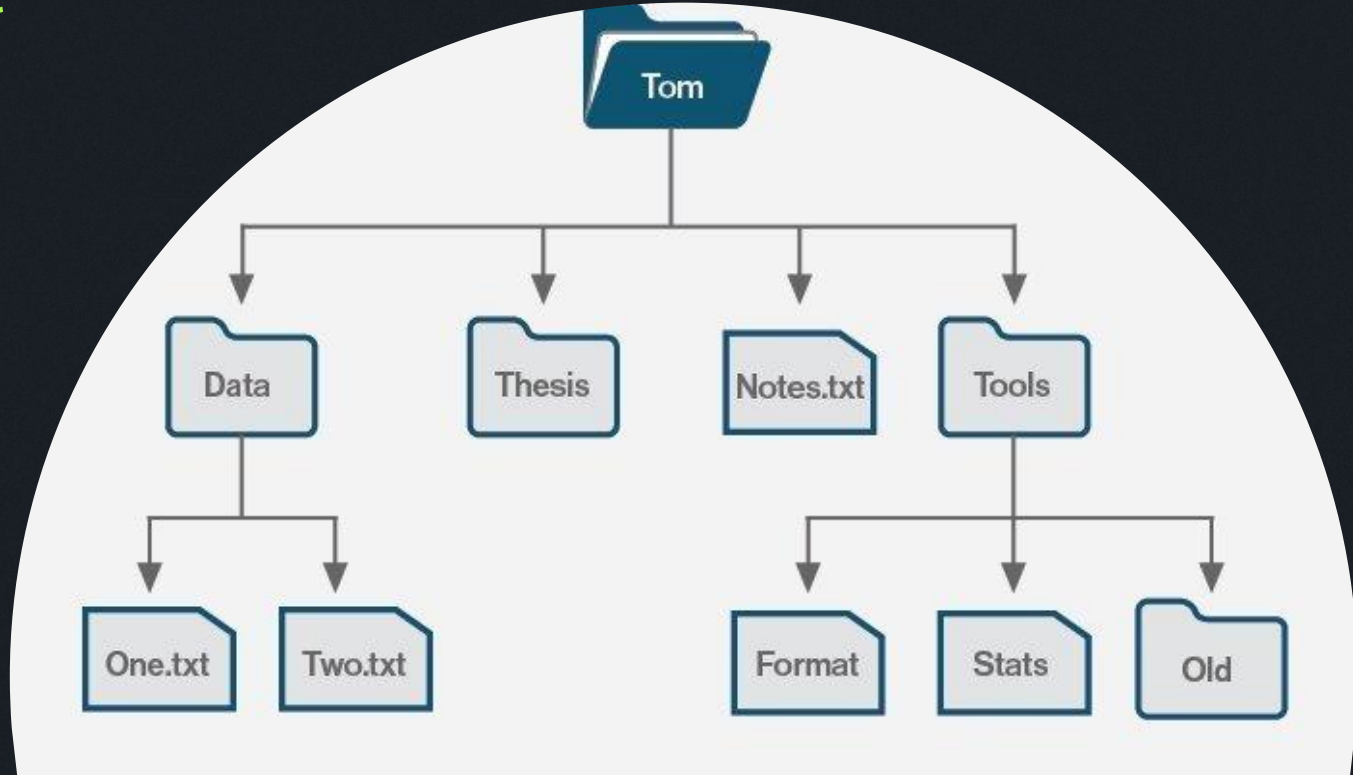 Tom
Data
Thesis
Notes.txt
Tools
One.txt
Two.txt
Format
Stats
Old